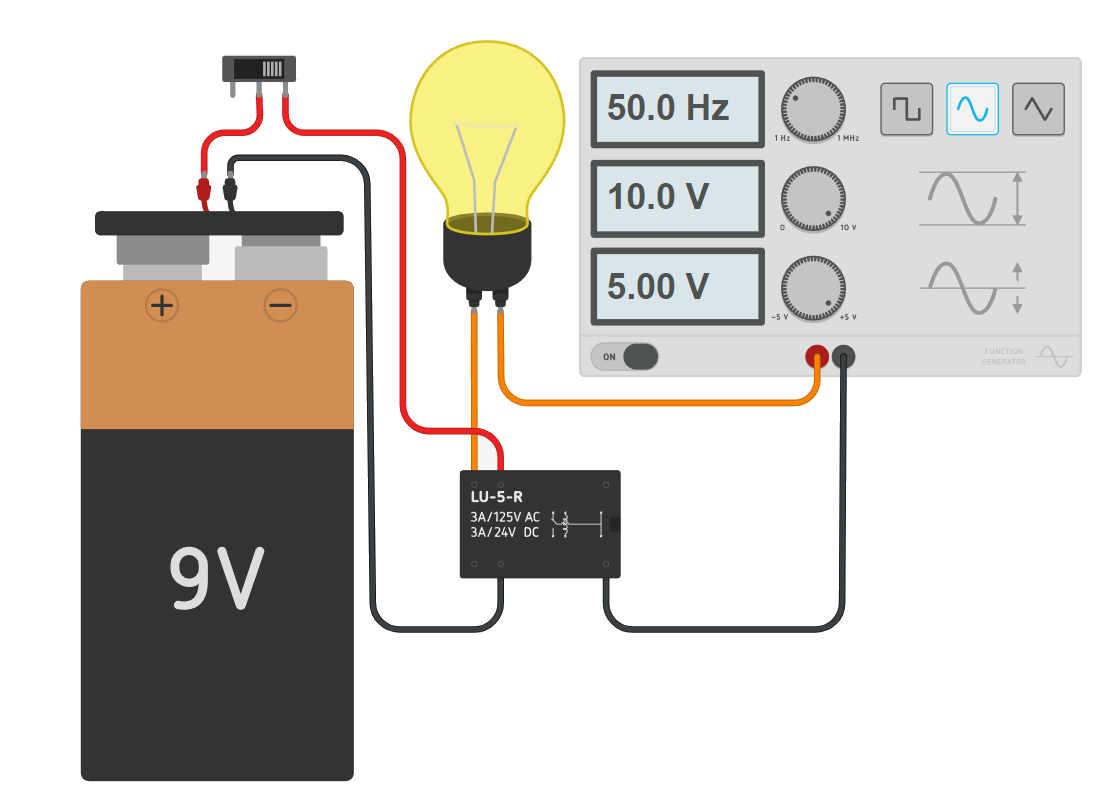 50.0 Hz
1 Hz 1 MHz
10.0 V
0 10 V
5.00 V
-5 V +5 V
ON
FUNCTION
GENERATOR
+ −
LU-5-R
3A/125V AC
3A/24V DC
9V